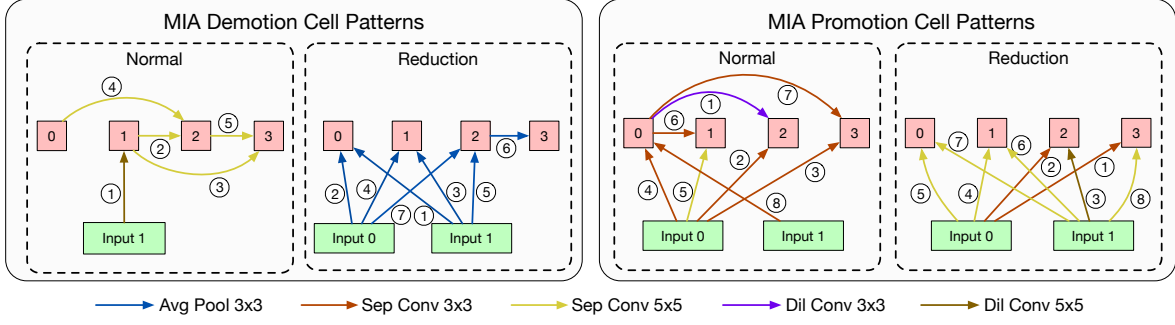 MIA Demotion Cell Patterns
MIA Promotion Cell Patterns
Normal
Reduction
Normal
Reduction
4
7
1
0 1 2 3
5
2
0 1 2 3
6
0 1 2 3
6
0 1 2 3
7 6
3
1
2 4 3 5
7 1
4 5 2 3
8
5 4 2 1
3 8
Input 1
Input 0 Input 1
Input 0 Input 1
Input 0 Input 1
Avg Pool 3x3
Sep Conv 3x3
Sep Conv 5x5
Dil Conv 3x3
Dil Conv 5x5